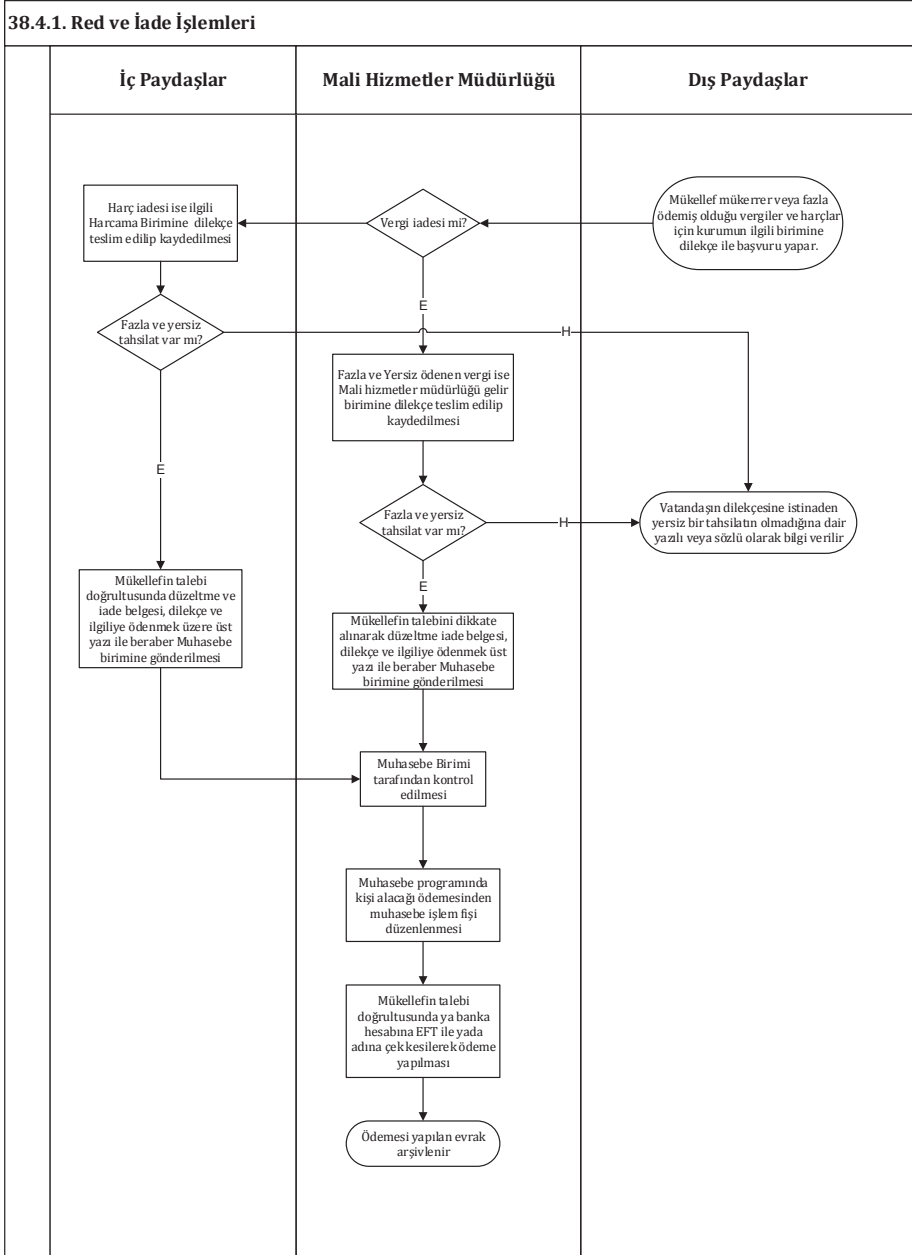 38.4.1. Red ve İade İşlemleri
İç Paydaşlar
Mali Hizmetler Müdürlüğü
Dış Paydaşlar
Mükellef mükerrer veya fazla
ödemiş olduğu vergiler ve harçlar
için kurumun ilgili birimine
dilekçe ile başvuru yapar.
Vergi iadesi mi?
Harç iadesi ise ilgili
Harcama Birimine dilekçe
teslim edilip kaydedilmesi
E
Fazla ve yersiz
tahsilat var mı?
H
Fazla ve Yersiz ödenen vergi ise
Mali hizmetler müdürlüğü gelir
birimine dilekçe teslim edilip
kaydedilmesi
E
Fazla ve yersiz
tahsilat var mı?
H
Vatandaşın dilekçesine istinaden
yersiz bir tahsilatın olmadığına dair
yazılı veya sözlü olarak bilgi verilir
E
Mükellefin talebi
doğrultusunda düzeltme ve
iade belgesi, dilekçe ve
ilgiliye ödenmek üzere üst
yazı ile beraber Muhasebe
birimine gönderilmesi
Mükellefin talebini dikkate
alınarak düzeltme iade belgesi,
dilekçe ve ilgiliye ödenmek üst
yazı ile beraber Muhasebe
birimine gönderilmesi
Muhasebe Birimi
tarafından kontrol
edilmesi
Muhasebe programında
kişi alacağı ödemesinden
muhasebe işlem fişi
düzenlenmesi
Mükellefin talebi
doğrultusunda ya banka
hesabına EFT ile yada
adına çek kesilerek ödeme
yapılması
Ödemesi yapılan evrak
arşivlenir